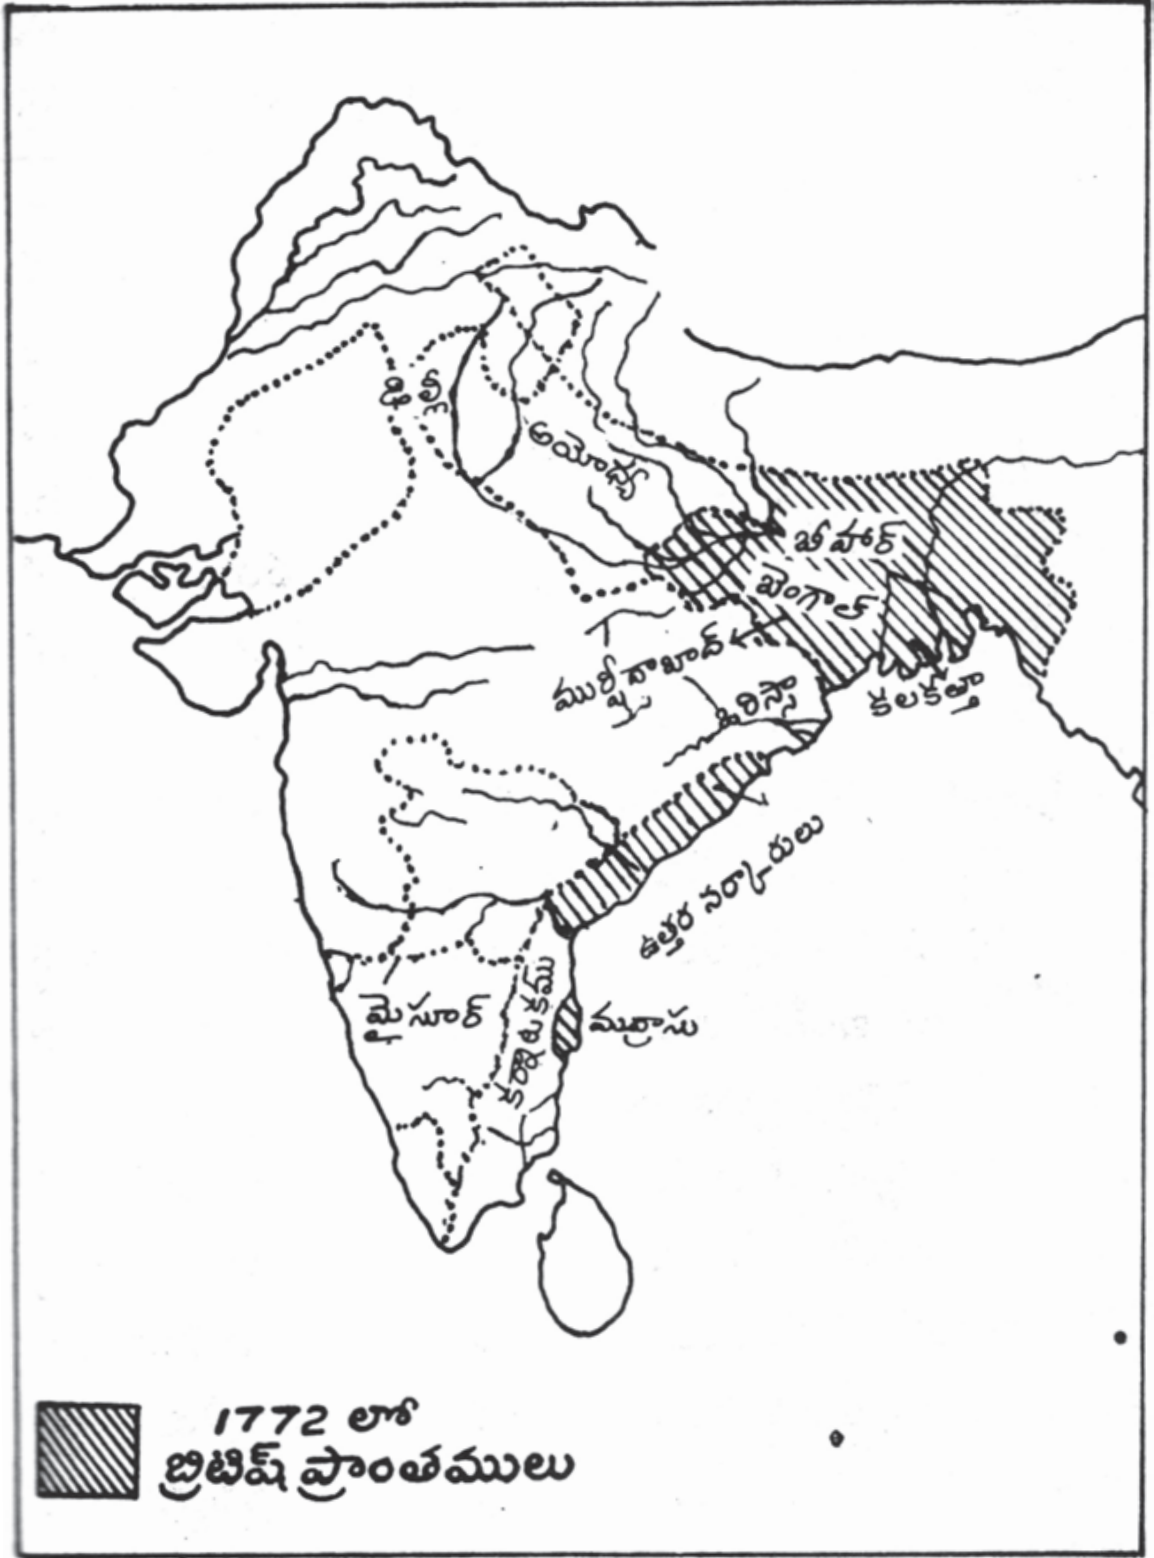 ఢిల్లీ
అయోధ్య
బీహార్
బెంగాల్
ముర్షిదాబాద్
ఒరిస్సా
కలకత్తా
ఉత్తర సర్కారులు
మైసూర్
కర్ణాటకము
మద్రాసు
1772 లో
బ్రిటిష్ ప్రాంతములు